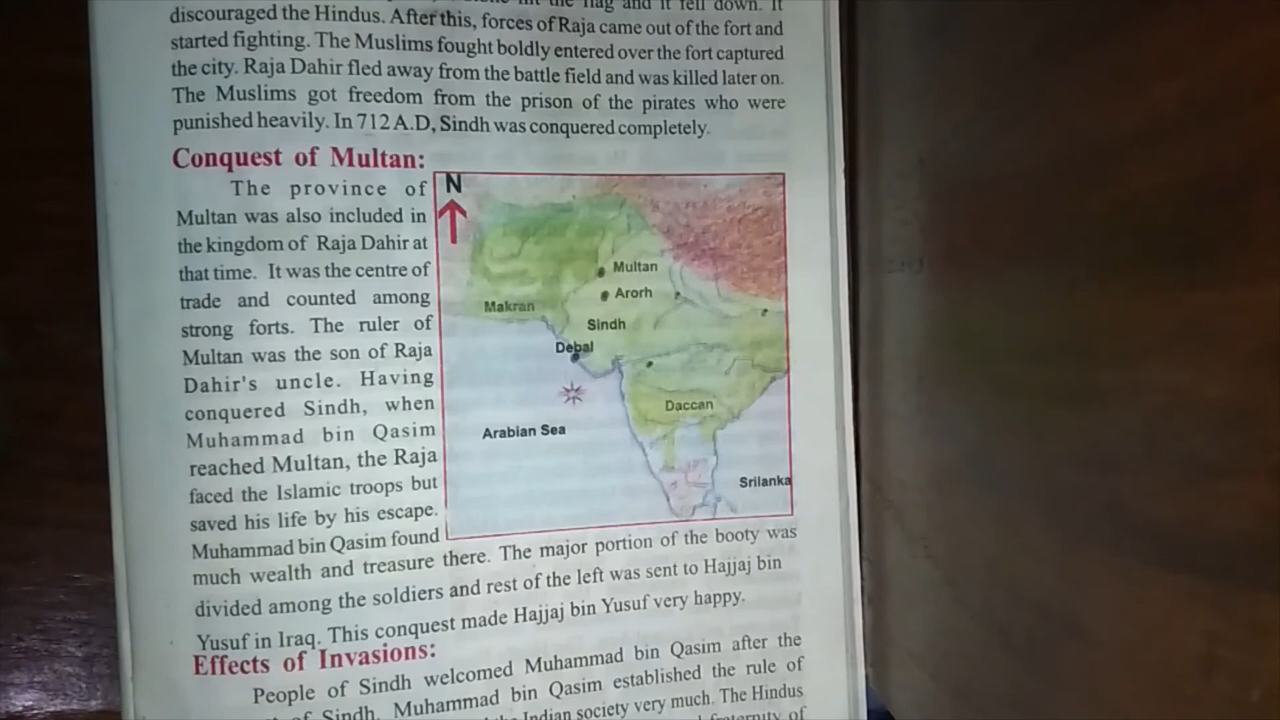 the flag and it fell down. It
discouraged the Hindus. After this, forces of Raja came out of the fort and
started fighting. The Muslims fought boldly entered over the fort captured
the city. Raja Dahir fled away from the battle field and was killed later on.
The Muslims got freedom from the prison of the pirates who were
punished heavily. In 712 A.D, Sindh was conquered completely.
Conquest of Multan:
The province of
Multan was also included in
the kingdom of Raja Dahir at
that time. It was the centre of
trade and counted among
strong forts. The ruler of
Multan was the son of Raja
Dahir's uncle. Having
conquered Sindh, when
Muhammad bin Qasim
reached Multan, the Raja
faced the Islamic troops but
saved his life by his escape.
Muhammad bin Qasim found
much wealth and treasure there. The major portion of the booty was
divided among the soldiers and rest of the left was sent to Hajjaj bin
Yusuf in Iraq. This conquest made Hajjaj bin Yusuf very happy.
N
Multan
Arorh
Makran
Sindh
Debal
Daccan
Arabian Sea
Srilanka
Effects of Invasions:
People of Sindh welcomed Muhammad bin Qasim after the
of Sindh. Muhammad bin Qasim established the rule of
Indian society very much. The Hindus
fraternity of